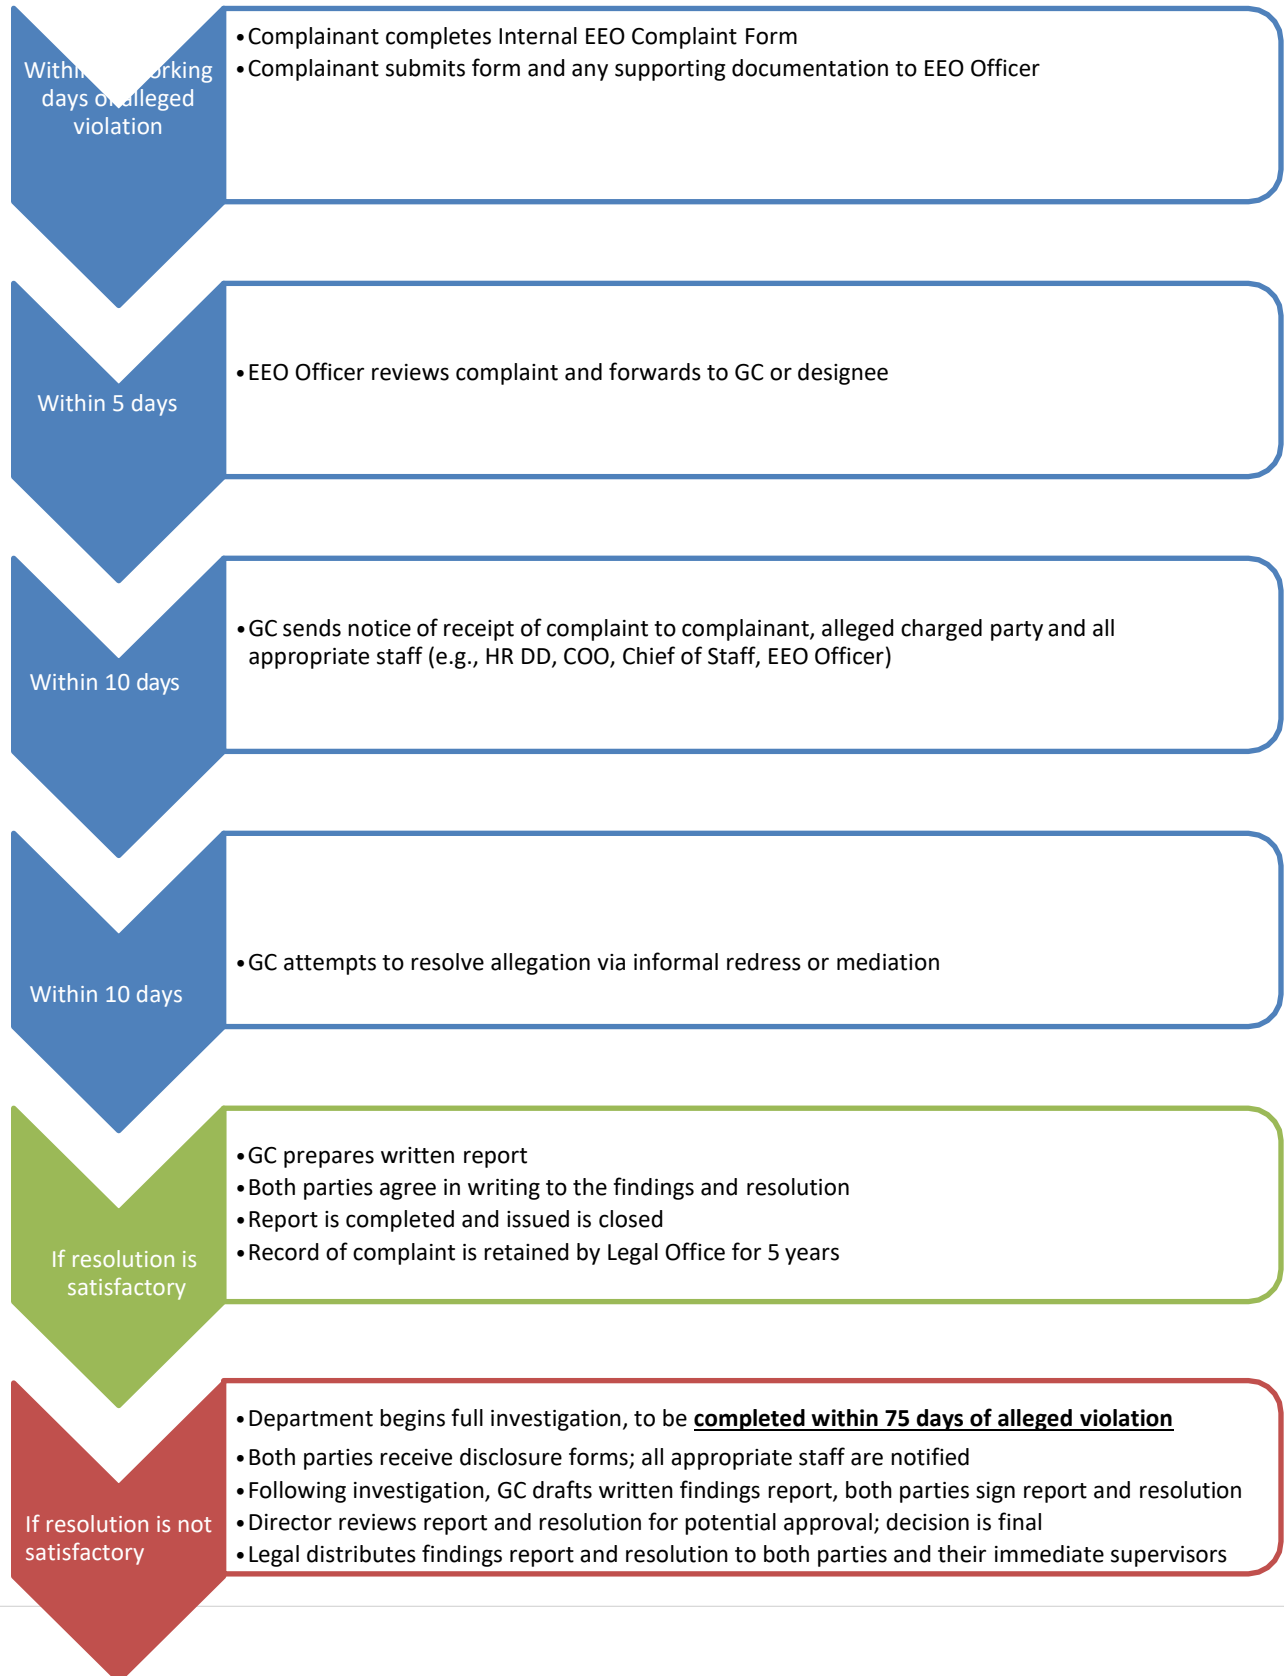 days of alleged
violation
•Complainant completes Internal EEO Complaint Form
•Complainant submits form and any supporting documentation to EEO Officer
Within 5 days
•EEO Officer reviews complaint and forwards to GC or designee
Within 10 days
•GC sends notice of receipt of complaint to complainant, alleged charged party and all
appropriate staff (e.g., HR DD, COO, Chief of Staff, EEO Officer)
Within 10 days
•GC attempts to resolve allegation via informal redress or mediation
If resolution is
satisfactory
•GC prepares written report
•Both parties agree in writing to the findings and resolution
•Report is completed and issued is closed
•Record of complaint is retained by Legal Office for 5 years
If resolution is not
satisfactory
•Department begins full investigation, to be completed within 75 days of alleged violation
•Both parties receive disclosure forms; all appropriate staff are notified
•Following investigation, GC drafts written findings report, both parties sign report and resolution
•Director reviews report and resolution for potential approval; decision is final
•Legal distributes findings report and resolution to both parties and their immediate supervisors